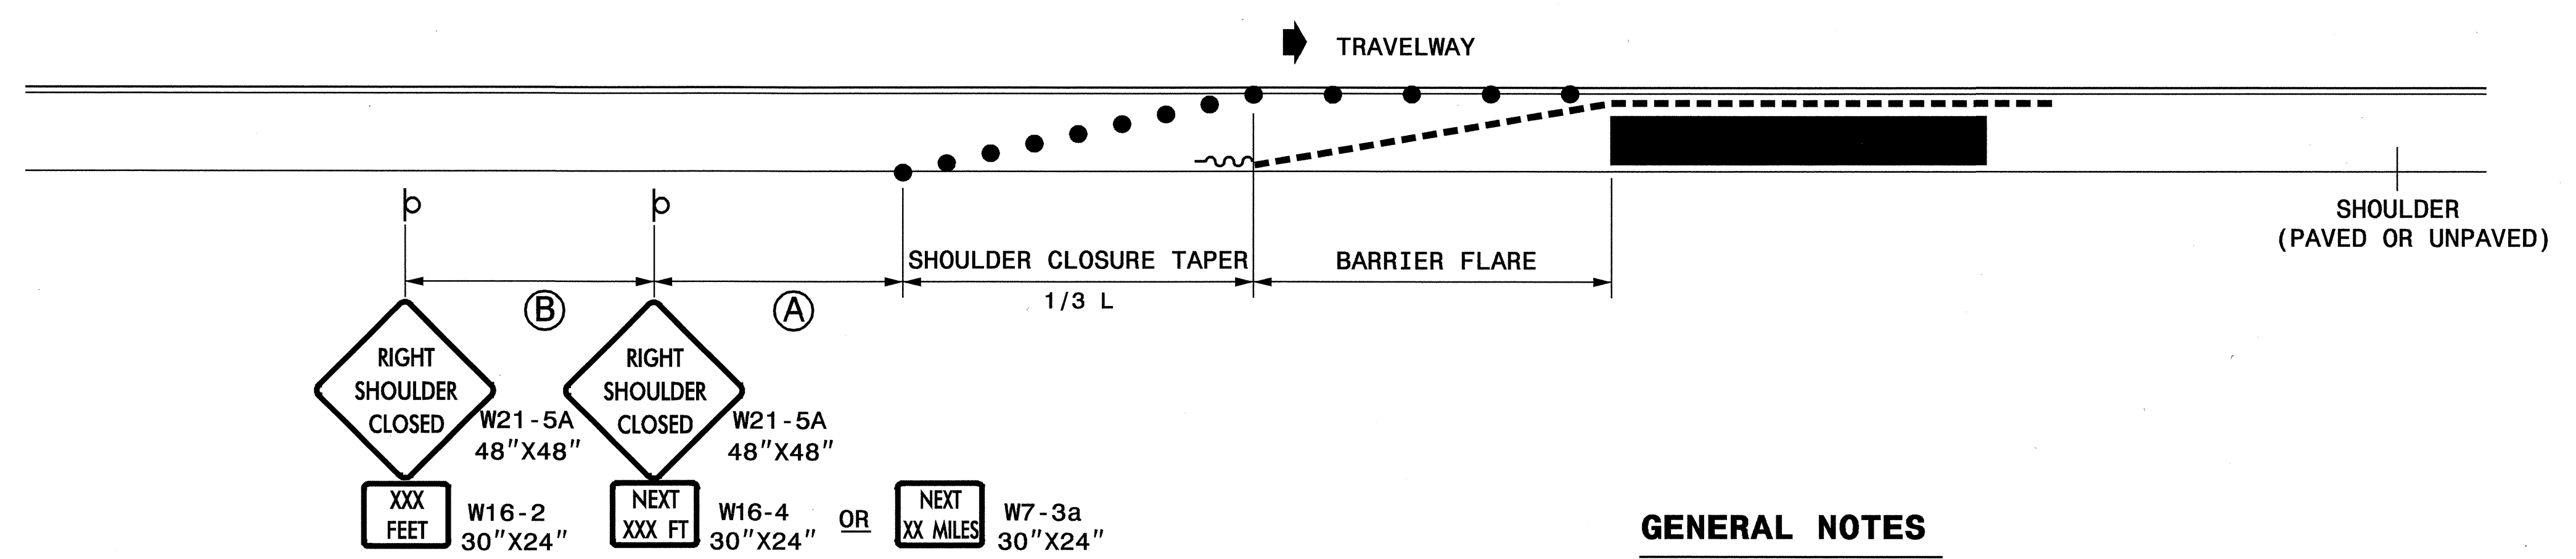 TRAVELWAY
SHOULDER
(PAVED OR UNPAVED)
SHOULDER CLOSURE TAPER
1/3 L
BARRIER FLARE
B
A
RIGHT
SHOULDER
CLOSED
W21-5A
48"X48"
RIGHT
SHOULDER
CLOSED
W21-5A
48"X48"
XXX
FEET
W16-2
30"X24"
NEXT
XXX FT
W16-4
30"X24"
OR
NEXT
XX MILES
W7-3a
30"X24"
GENERAL NOTES